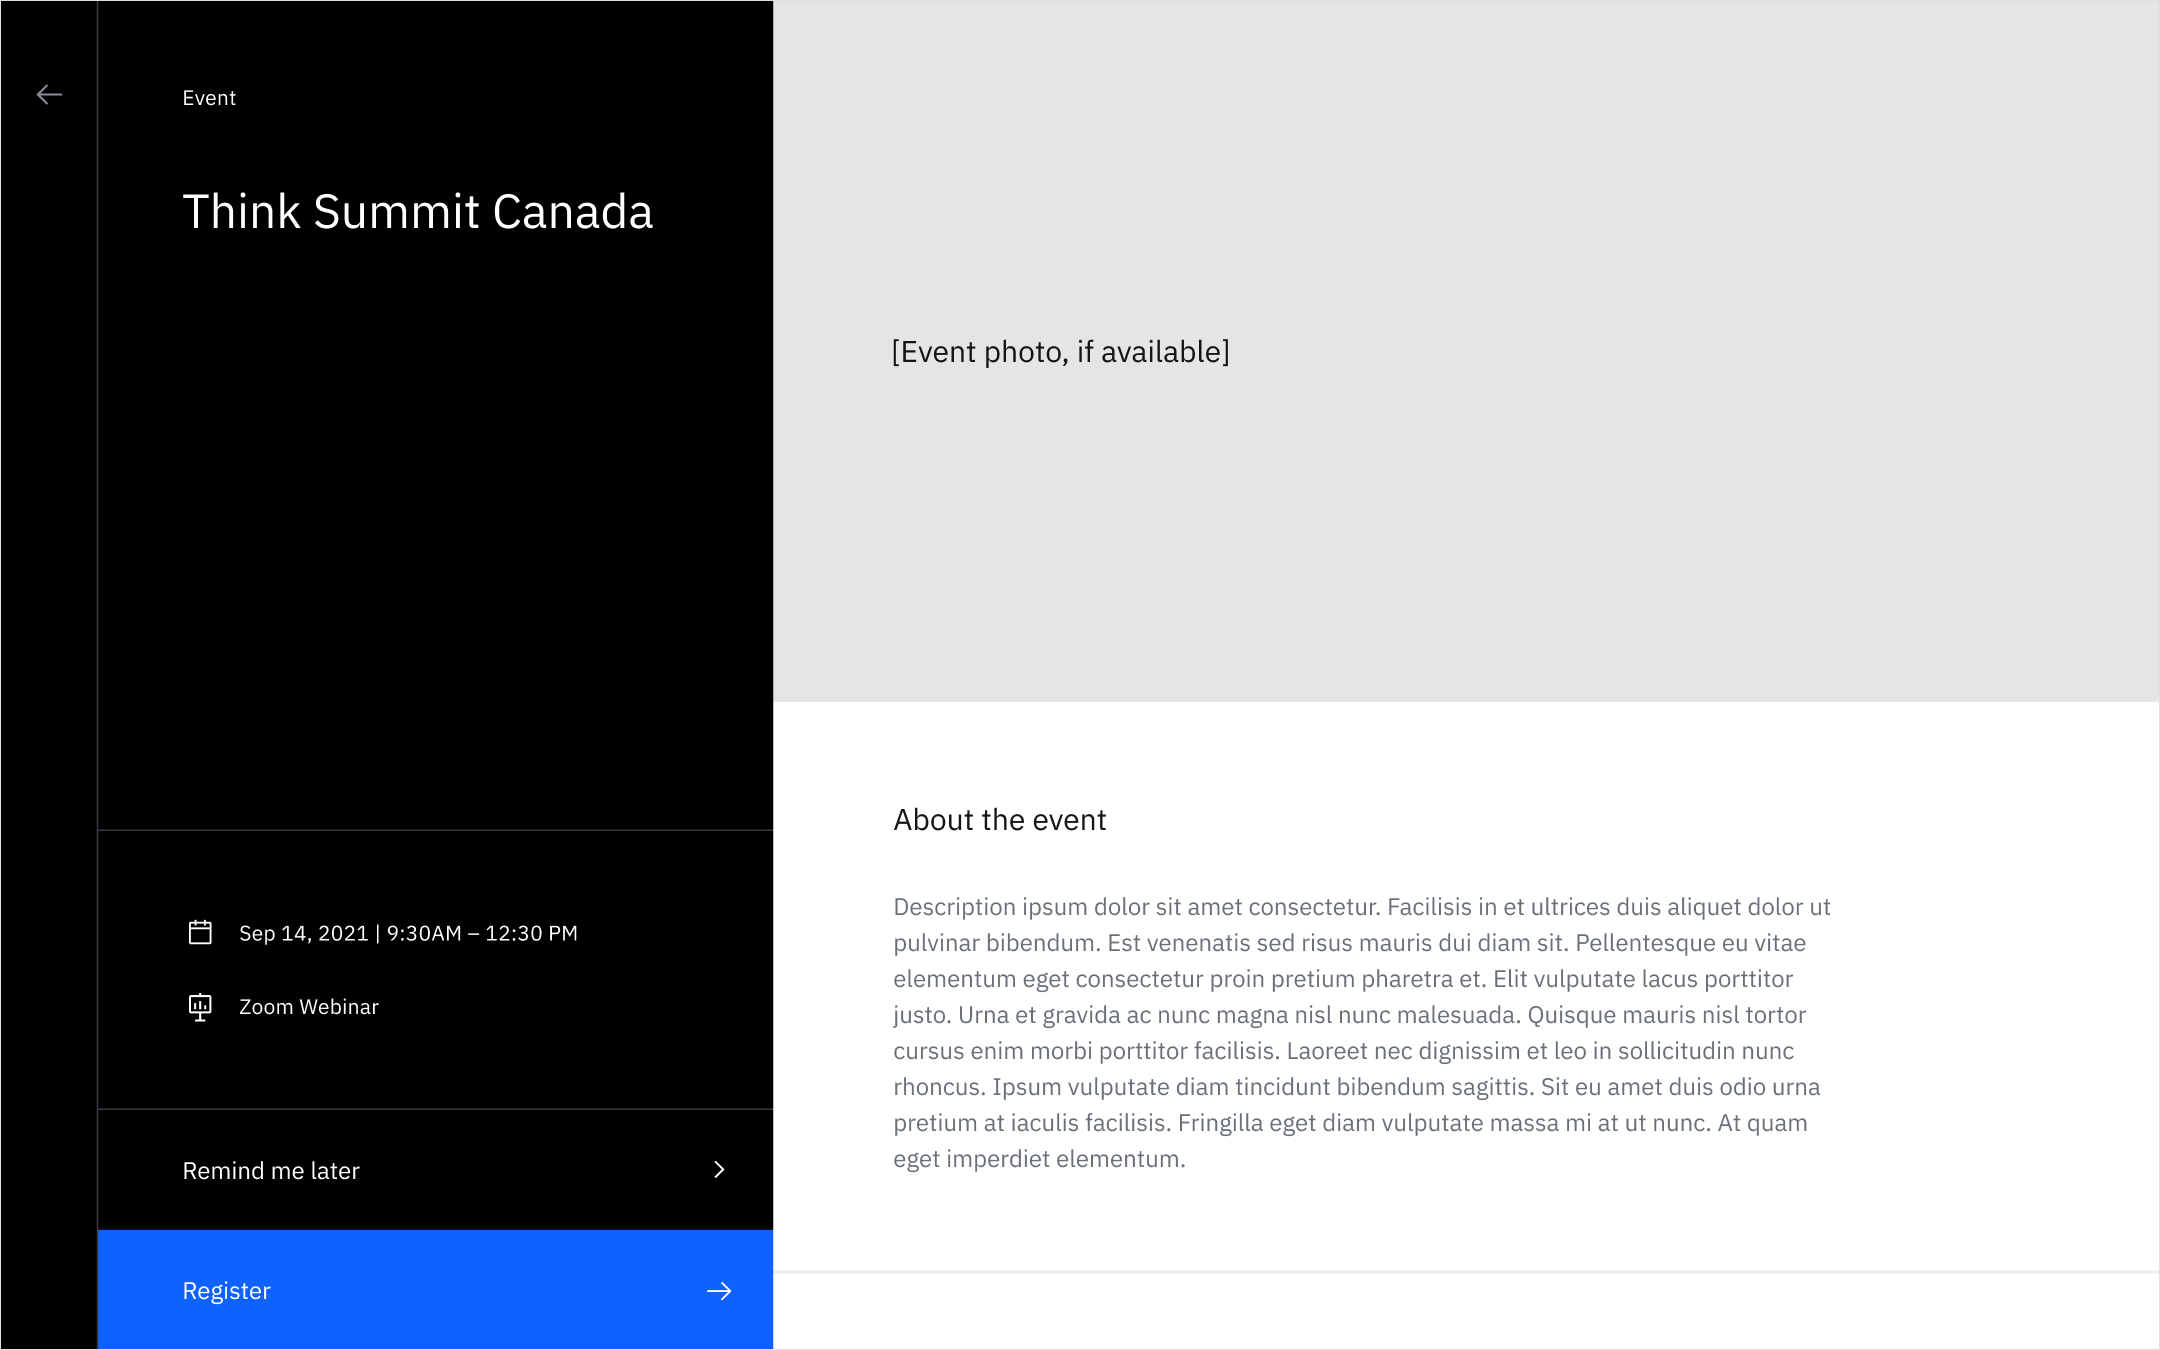 Event
Think Summit Canada
Sep 14, 2021 | 9:30AM – 12:30 PM
Zoom Webinar
Remind me later
Register
[Event photo, if available]
About the event
Description ipsum dolor sit amet consectetur. Facilisis in et ultrices duis aliquet dolor ut
pulvinar bibendum. Est venenatis sed risus mauris dui diam sit. Pellentesque eu vitae
elementum eget consectetur proin pretium pharetra et. Elit vulputate lacus porttitor
justo. Urna et gravida ac nunc magna nisl nunc malesuada. Quisque mauris nisl tortor
cursus enim morbi porttitor facilisis. Laoreet nec dignissim et leo in sollicitudin nunc
rhoncus. Ipsum vulputate diam tincidunt bibendum sagittis. Sit eu amet duis odio urna
pretium at iaculis facilisis. Fringilla eget diam vulputate massa mi at ut nunc. At quam
eget imperdiet elementum.